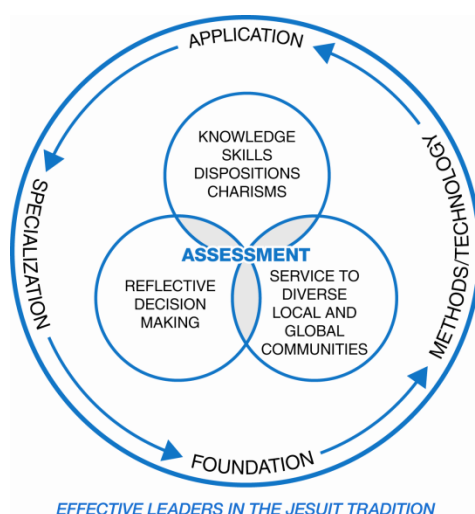 APPLICATION
KNOWLEDGE
SKILLS
DISPOSITIONS
CHARISMS
SPECIALIZATION
METHODS/TECHNOLOGY
ASSESSMENT
REFLECTIVE
DECISION
MAKING
SERVICE TO
DIVERSE
LOCAL AND
GLOBAL
COMMUNITIES
FOUNDATION
EFFECTIVE LEADERS IN THE JESUIT TRADITION